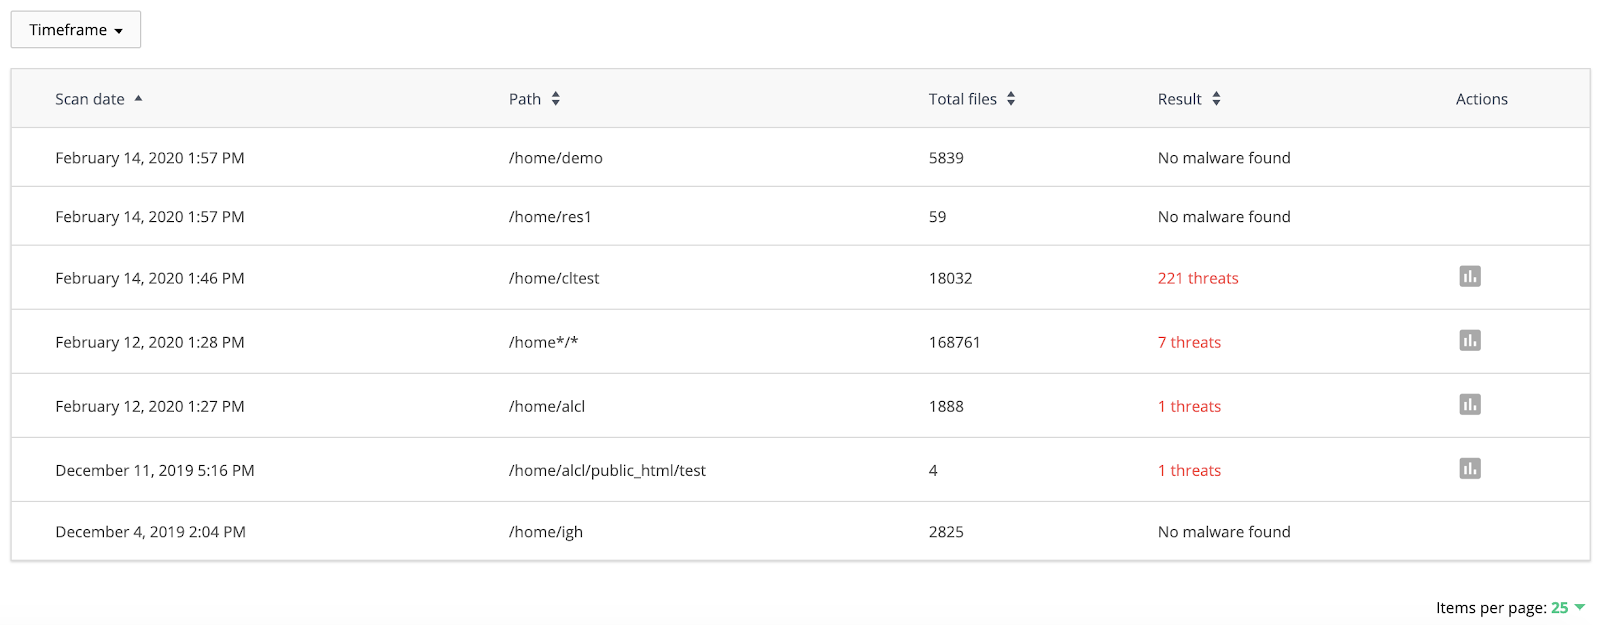 Timeframe
Scan date Path Total files Result Actions
February 14, 2020 1:57 PM /home/demo 5839 No malware found
February 14, 2020 1:57 PM /home/res1 59 No malware found
February 14, 2020 1:46 PM /home/cltest 18032 221 threats
February 12, 2020 1:28 PM /home*/* 168761 7 threats
February 12, 2020 1:27 PM /home/alcl 1888 1 threats
December 11, 2019 5:16 PM /home/alcl/public_html/test 4 1 threats
December 4, 2019 2:04 PM /home/igh 2825 No malware found
Items per page: 25